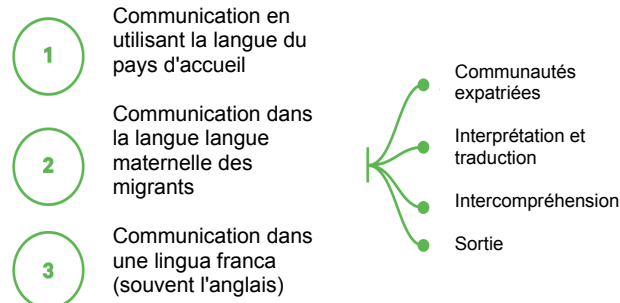 1
Communication en
utilisant la langue du
pays d'accueil
2
Communication dans
la langue langue
maternelle des
migrants
3
Communication dans
une lingua franca
(souvent l'anglais)
Communautés
expatriées
Interprétation et
traduction
Intercompréhension
Sortie